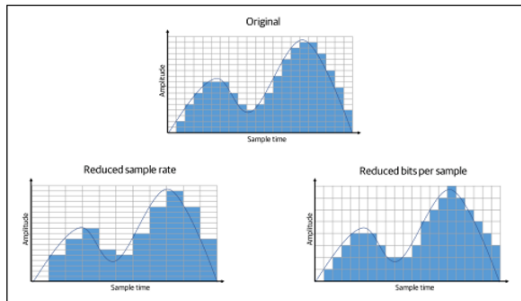 Original
Amplitude
Sample time
Reduced sample rate
Amplitude
Sample time
Reduced bits per sample
Amplitude
Sample time